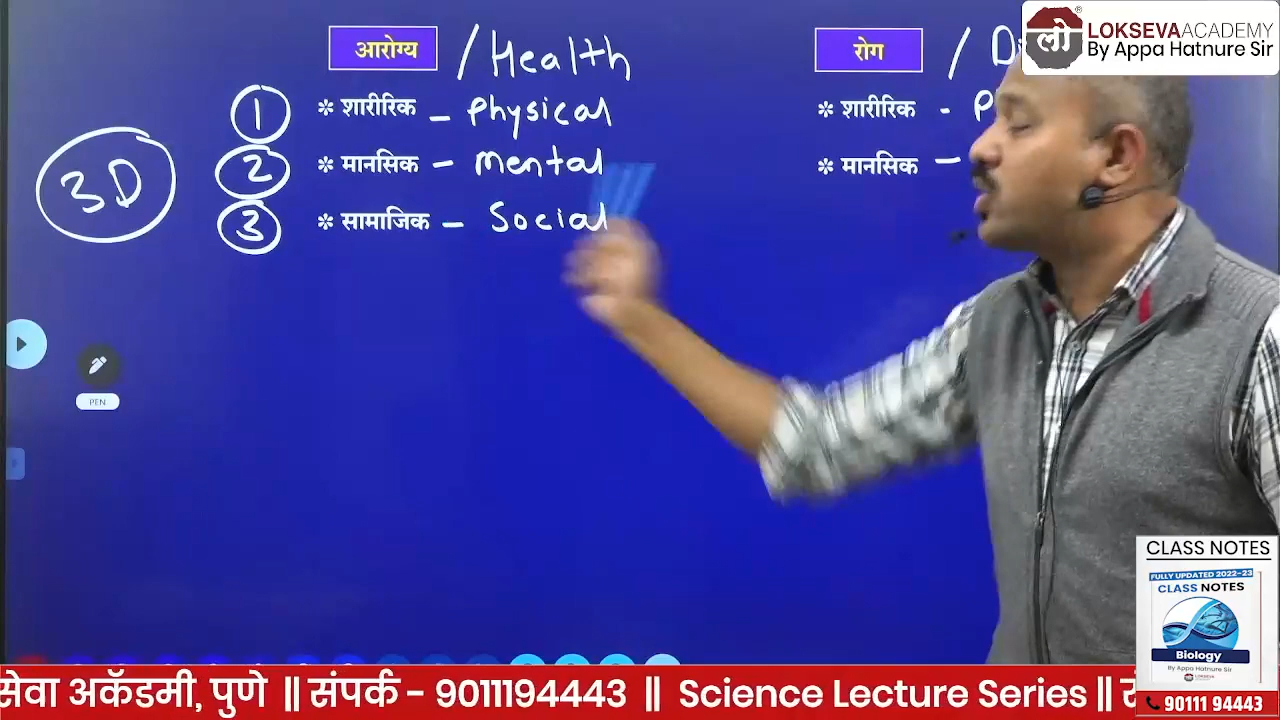 आरोग्य / Health
* शारीरिक - Physical
* मानसिक - Mental
* सामाजिक - Social
1
2
3
3D
रोग /
* शारीरिक -
* मानसिक -
लो
LOKSEVA ACADEMY
By Appa Hatnure Sir
PEN
CLASS NOTES
FULLY UPDATED 2022-23
CLASS NOTES
Biology
By Appa Hatnure Sir
90111 94443
सेवा अकॅडमी, पुणे || संपर्क - 9011194443 || Science Lecture Series ||